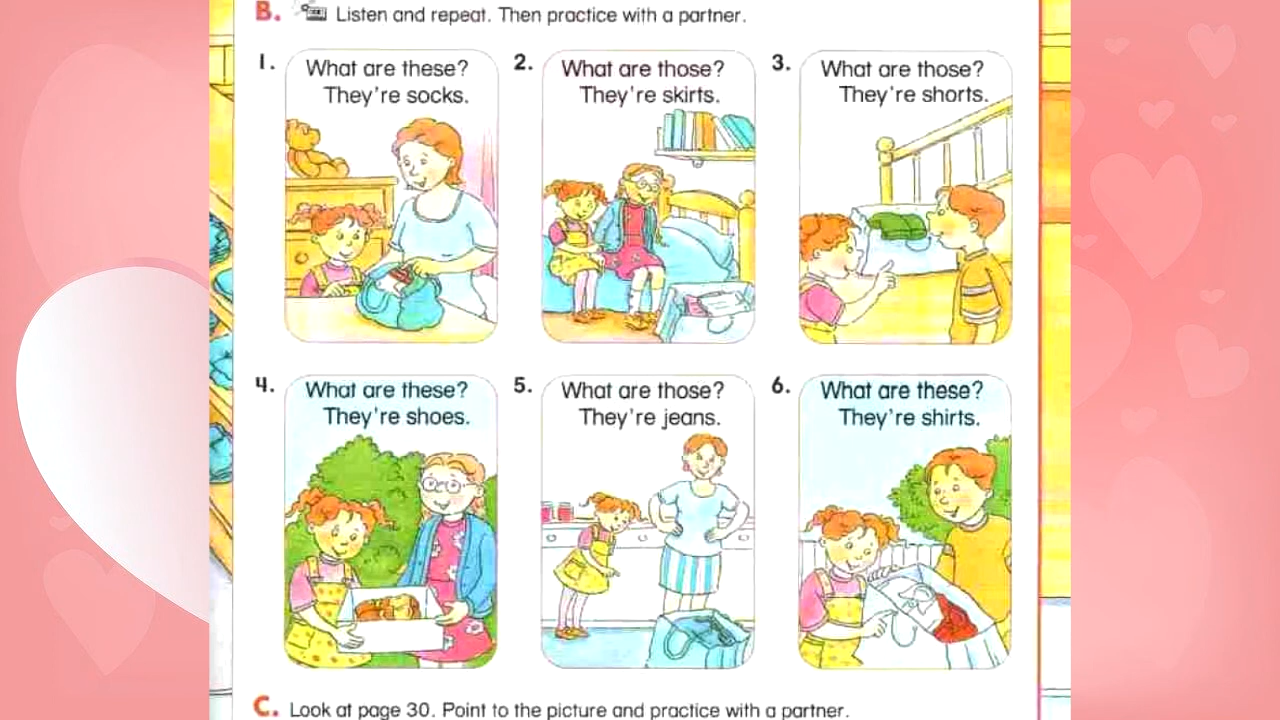 B. Listen and repeat. Then practice with a partner.
1. What are these?
They're socks.
2. What are those?
They're skirts.
3. What are those?
They're shorts.
4. What are these?
They're shoes.
5. What are those?
They're jeans.
6. What are these?
They're shirts.
C. Look at page 30. Point to the picture and practice with a partner.